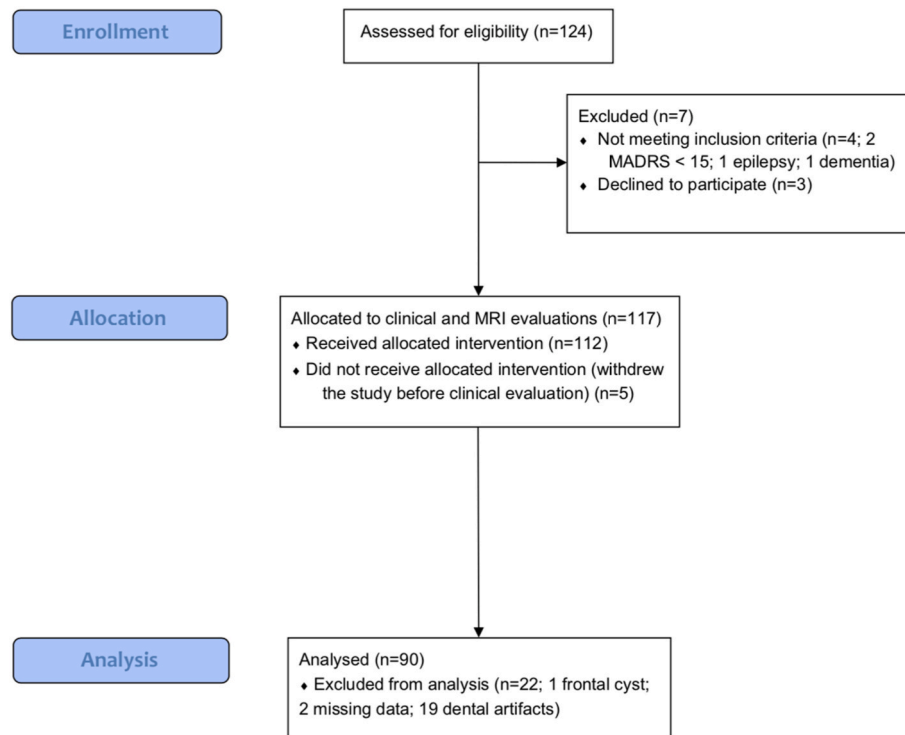 Enrollment
Assessed for eligibility (n=124)
Excluded (n=7)
♦ Not meeting inclusion criteria (n=4; 2
MADRS < 15; 1 epilepsy; 1 dementia)
♦ Declined to participate (n=3)
Allocation
Allocated to clinical and MRI evaluations (n=117)
♦ Received allocated intervention (n=112)
♦ Did not receive allocated intervention (withdrew
the study before clinical evaluation) (n=5)
Analysis
Analysed (n=90)
♦ Excluded from analysis (n=22; 1 frontal cyst;
2 missing data; 19 dental artifacts)